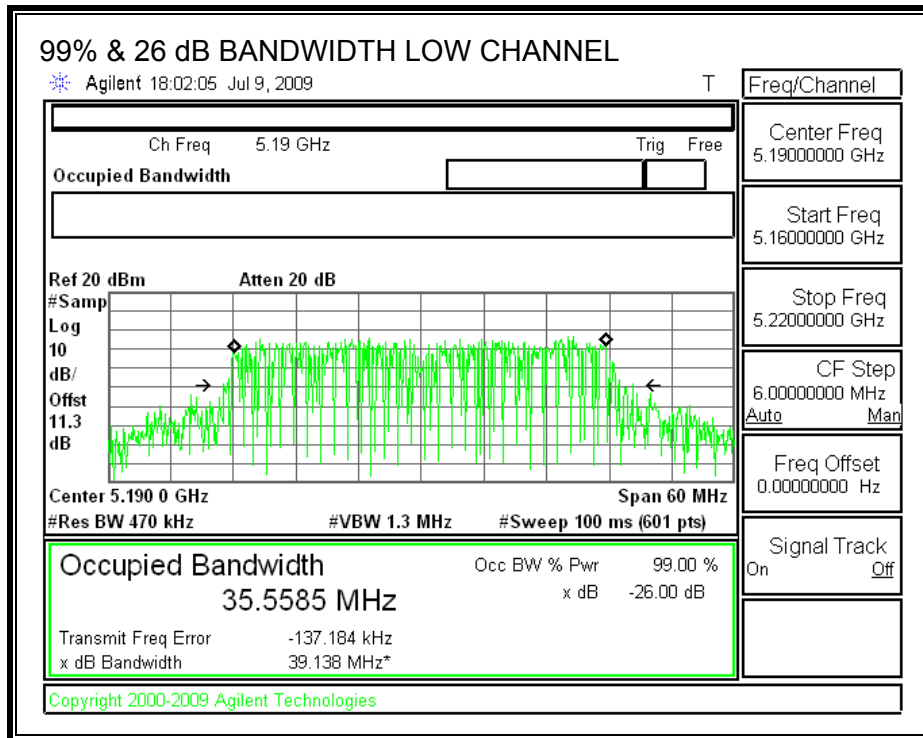 99% & 26 dB BANDWIDTH LOW CHANNEL
Agilent 18:02:05 Jul 9, 2009 T
Ch Freq 5.19 GHz Trig Free
Occupied Bandwidth
Ref 20 dBm Atten 20 dB
#Samp
Log
10
dB/
Offst
11.3
dB
Center 5.190 0 GHz Span 60 MHz
#Res BW 470 kHz #VBW 1.3 MHz #Sweep 100 ms (601 pts)
Occupied Bandwidth
35.5585 MHz
Occ BW % Pwr 99.00 %
x dB -26.00 dB
Transmit Freq Error -137.184 kHz
x dB Bandwidth 39.138 MHz*
Copyright 2000-2009 Agilent Technologies
Freq/Channel
Center Freq
5.19000000 GHz
Start Freq
5.16000000 GHz
Stop Freq
5.22000000 GHz
CF Step
6.00000000 MHz
Auto Man
Freq Offset
0.00000000 Hz
Signal Track
On Off